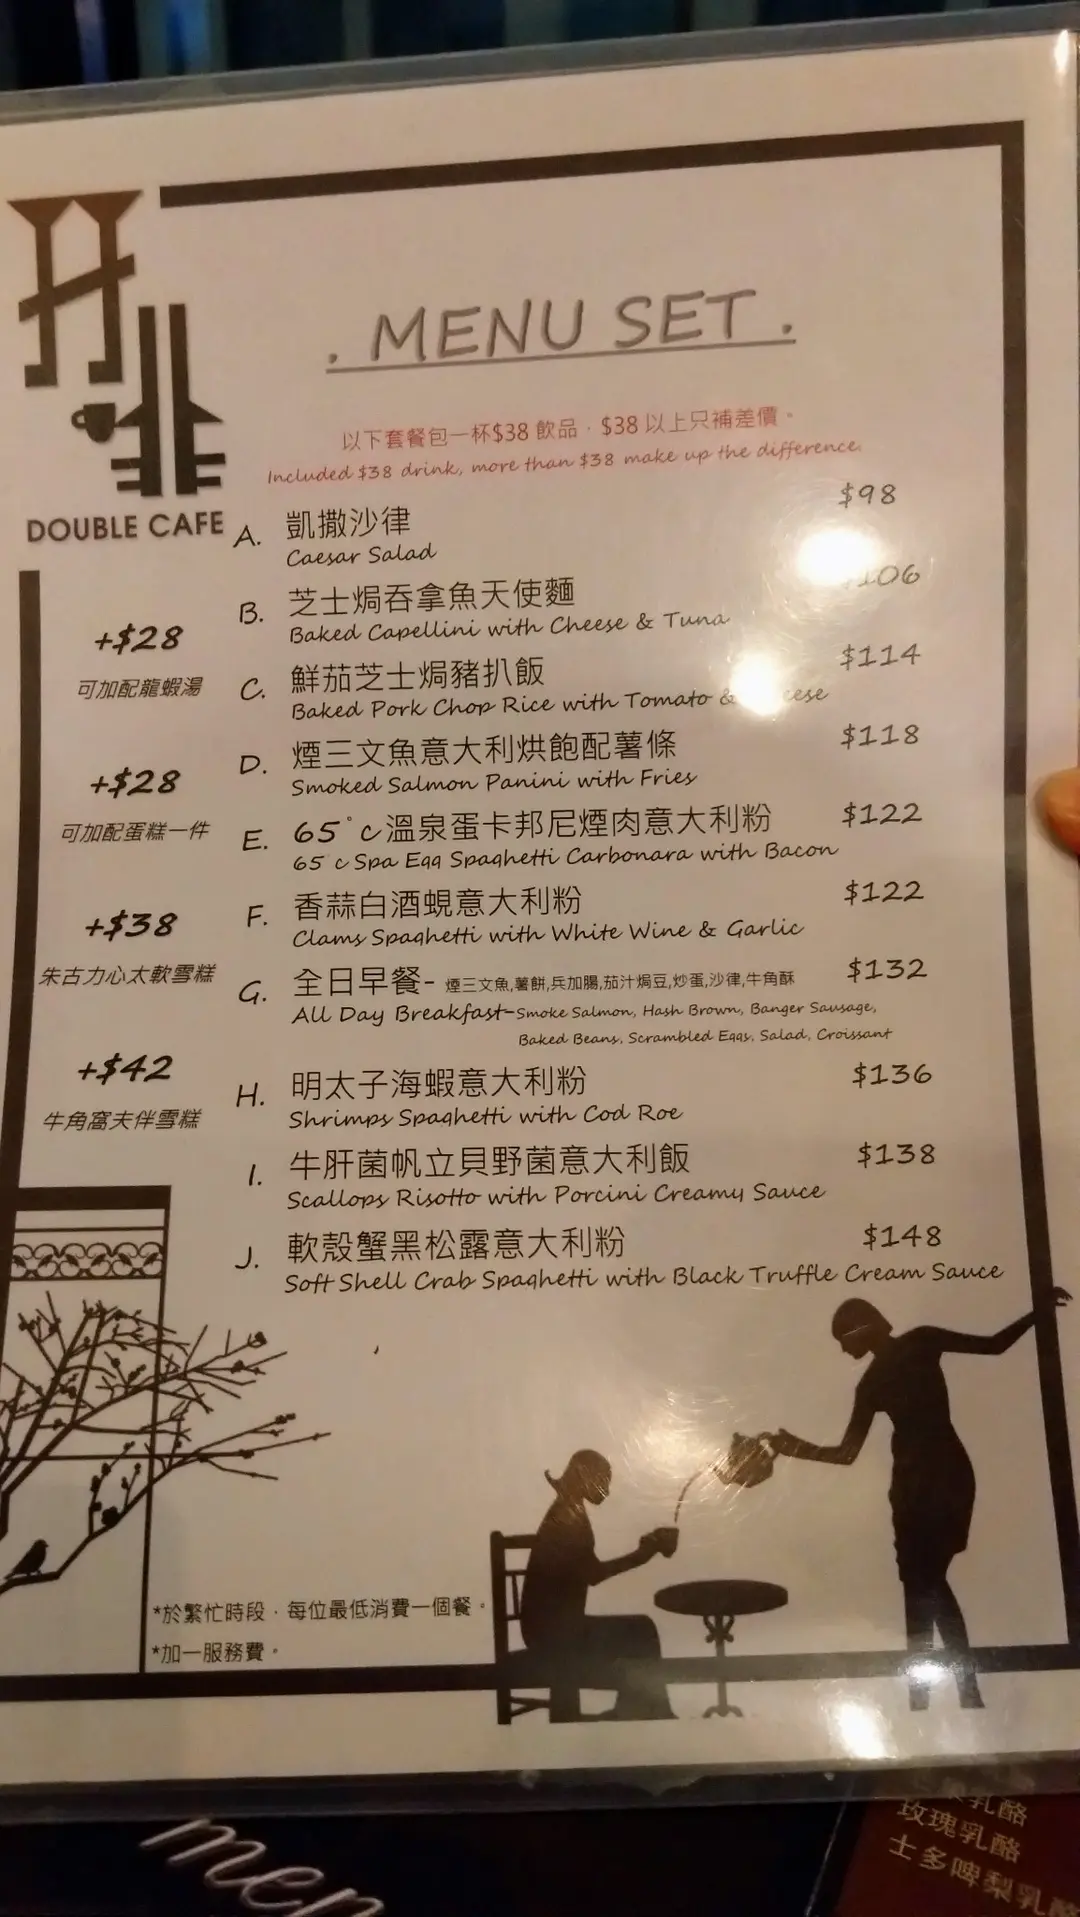 DOUBLE CAFE
. MENU SET .
以下套餐包一杯$38 飲品，$38 以上只補差價。
Included $38 drink, more than $38 make up the difference.
A. 凱撒沙律 $98
Caesar Salad
B. 芝士焗吞拿魚天使麵 $106
Baked Capellini with Cheese & Tuna
C. 鮮茄芝士焗豬扒飯 $114
Baked Pork Chop Rice with Tomato &
D. 煙三文魚意大利烘飽配薯條 $118
Smoked Salmon Panini with Fries
E. 65°c溫泉蛋卡邦尼煙肉意大利粉 $122
65°c Spa Egg Spaghetti Carbonara with Bacon
F. 香蒜白酒蜆意大利粉 $122
Clams Spaghetti with White Wine & Garlic
G. 全日早餐- 煙三文魚,薯餅,兵加腸,茄汁焗豆,炒蛋,沙律,牛角酥 $132
All Day Breakfast-Smoke Salmon, Hash Brown, Banger Sausage,
Baked Beans, Scrambled Eggs, Salad, Croissant
H. 明太子海蝦意大利粉 $136
Shrimps Spaghetti with Cod Roe
I. 牛肝菌帆立貝野菌意大利飯 $138
Scallops Risotto with Porcini Creamy Sauce
J. 軟殼蟹黑松露意大利粉 $148
Soft Shell Crab Spaghetti with Black Truffle Cream Sauce
+$28
可加配龍蝦湯
+$28
可加配蛋糕一件
+$38
朱古力心太軟雪糕
+$42
牛角窩夫伴雪糕
*於繁忙時段，每位最低消費一個餐。
*加一服務費。
玫瑰乳酪
士多啤梨乳酪